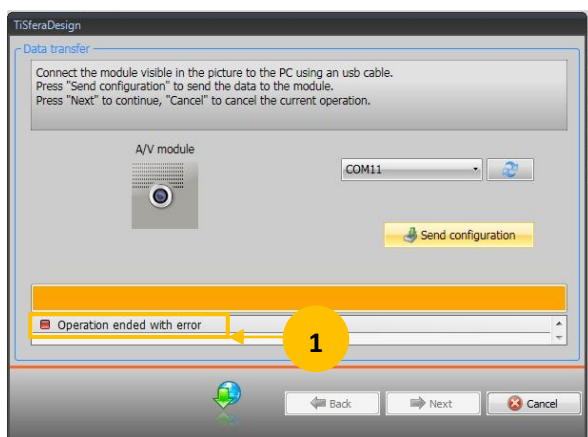 TiSferaDesign
Data transfer
Connect the module visible in the picture to the PC using an usb cable.
Press "Send configuration" to send the data to the module.
Press "Next" to continue, "Cancel" to cancel the current operation.
A/V module
COM11
Send configuration
Operation ended with error
1
Back
Next
Cancel